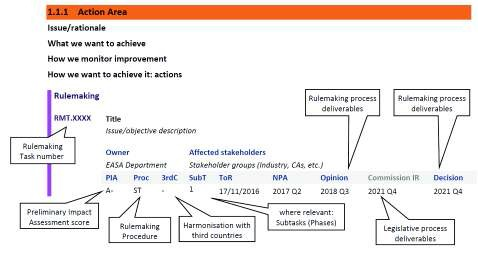 1.1.1 Action Area
Issue/rationale
What we want to achieve
How we monitor improvement
How we want to achieve it: actions
Rulemaking
Rulemaking process deliverables
Rulemaking process deliverables
RMT.XXXX Title
Issue/objective description
Rulemaking Task number
Owner Affected stakeholders
EASA Department Stakeholder groups (Industry, CAs, etc.)
PIA Proc 3rdC SubT ToR NPA Opinion Commission IR Decision
A- ST - 1 17/11/2016 2017 Q2 2018 Q3 2021 Q4 2021 Q4
Preliminary Impact Assessment score
Rulemaking Procedure
Harmonisation with third countries
where relevant: Subtasks (Phases)
Legislative process deliverables